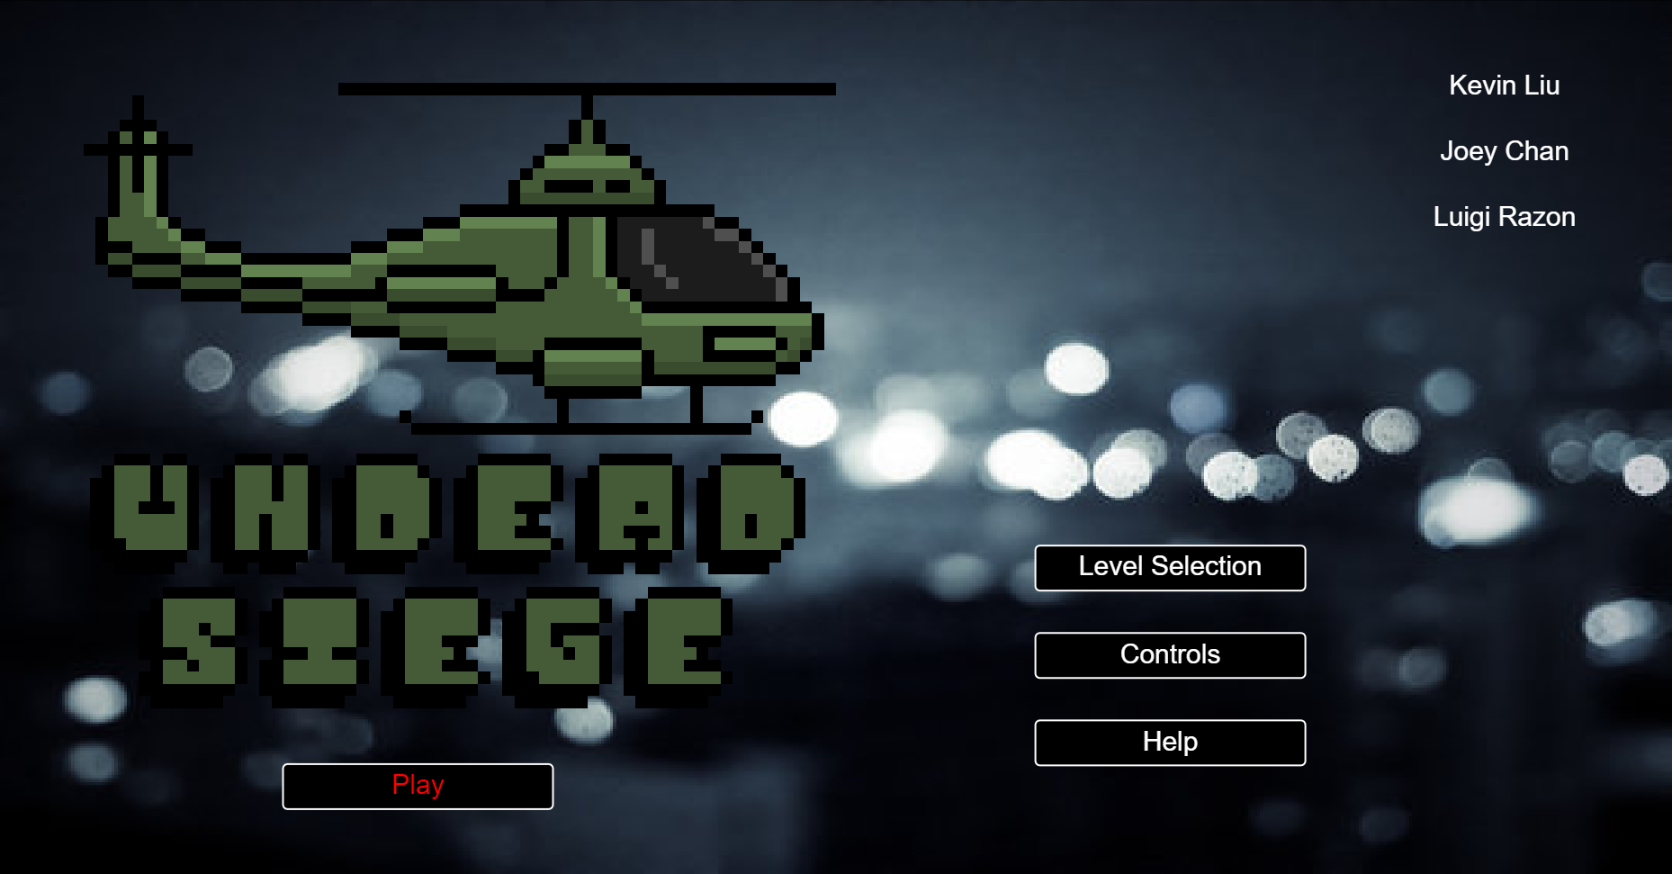 Kevin Liu
Joey Chan
Luigi Razon
UNDEAD
SIEGE
Level Selection
Controls
Help
Play